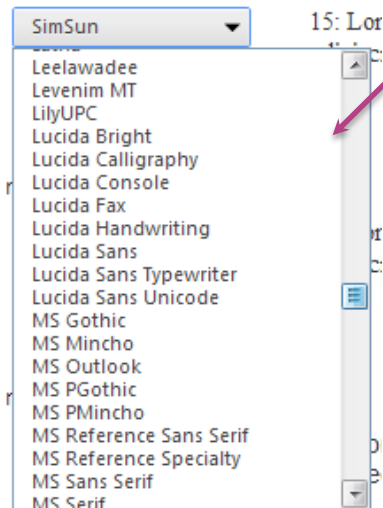 SimSun
15: Lor
Leelawadee
Levenim MT
LilyUPC
Lucida Bright
Lucida Calligraphy
Lucida Console
Lucida Fax
Lucida Handwriting
Lucida Sans
Lucida Sans Typewriter
Lucida Sans Unicode
MS Gothic
MS Mincho
MS Outlook
MS PGothic
MS PMincho
MS Reference Sans Serif
MS Reference Specialty
MS Sans Serif
MS Serif